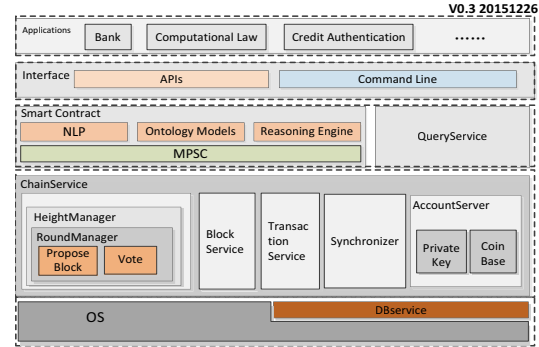 V0.3 20151226
Applications
Bank
Computational Law
Credit Authentication
......
Interface
APIs
Command Line
Smart Contract
NLP
Ontology Models
Reasoning Engine
MPSC
QueryService
ChainService
HeightManager
RoundManager
Propose
Block
Vote
Block
Service
Transac
tion
Service
Synchronizer
AccountServer
Private
Key
Coin
Base
OS
DBservice